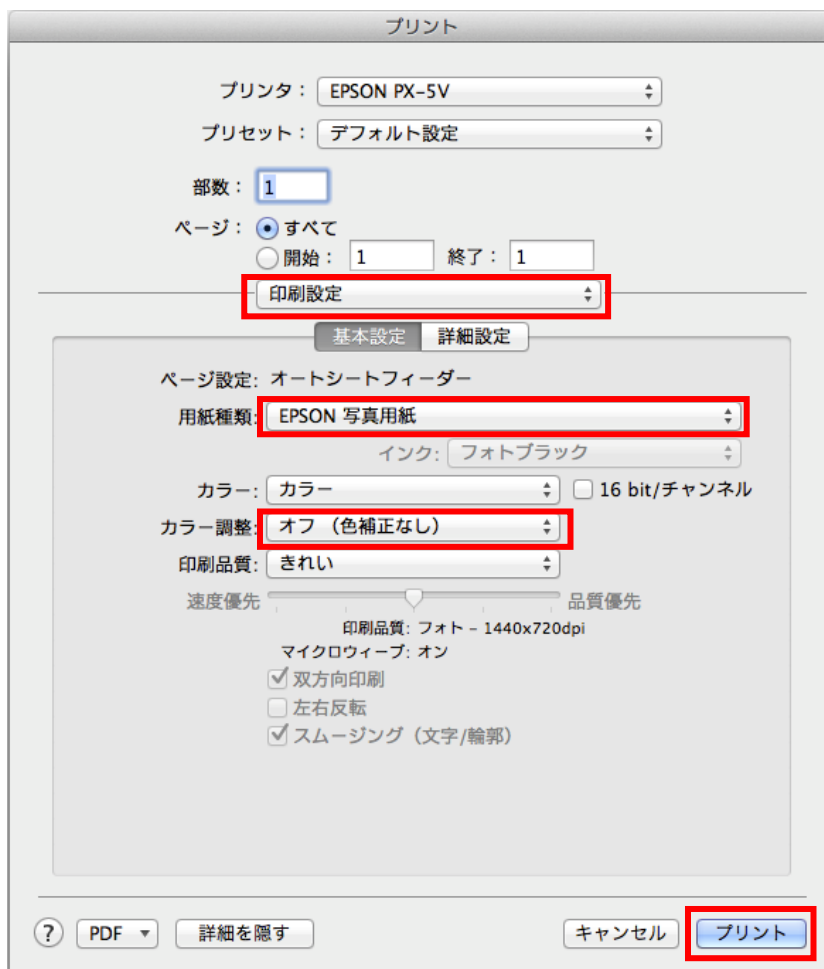 プリント
プリンタ： EPSON PX-5V
プリセット： デフォルト設定
部数： 1
ページ： すべて
開始： 1 終了： 1
印刷設定
基本設定 詳細設定
ページ設定: オートシートフィーダー
用紙種類: EPSON 写真用紙
インク: フォトブラック
カラー: カラー 16 bit/チャンネル
カラー調整: オフ （色補正なし）
印刷品質: きれい
速度優先 品質優先
印刷品質: フォト – 1440x720dpi
マイクロウィーブ: オン
双方向印刷
左右反転
スムージング（文字/輪郭）
? PDF 詳細を隠す キャンセル プリント